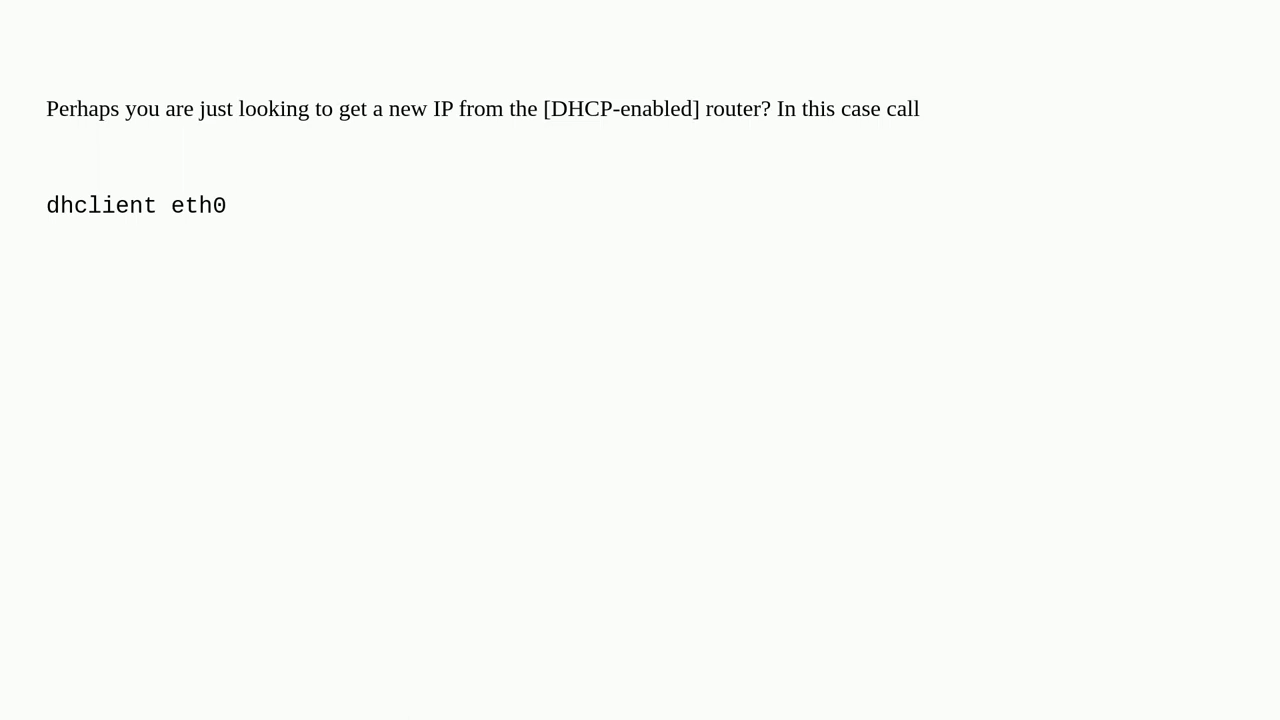 Perhaps you are just looking to get a new IP from the [DHCP-enabled] router? In this case call
dhclient eth0